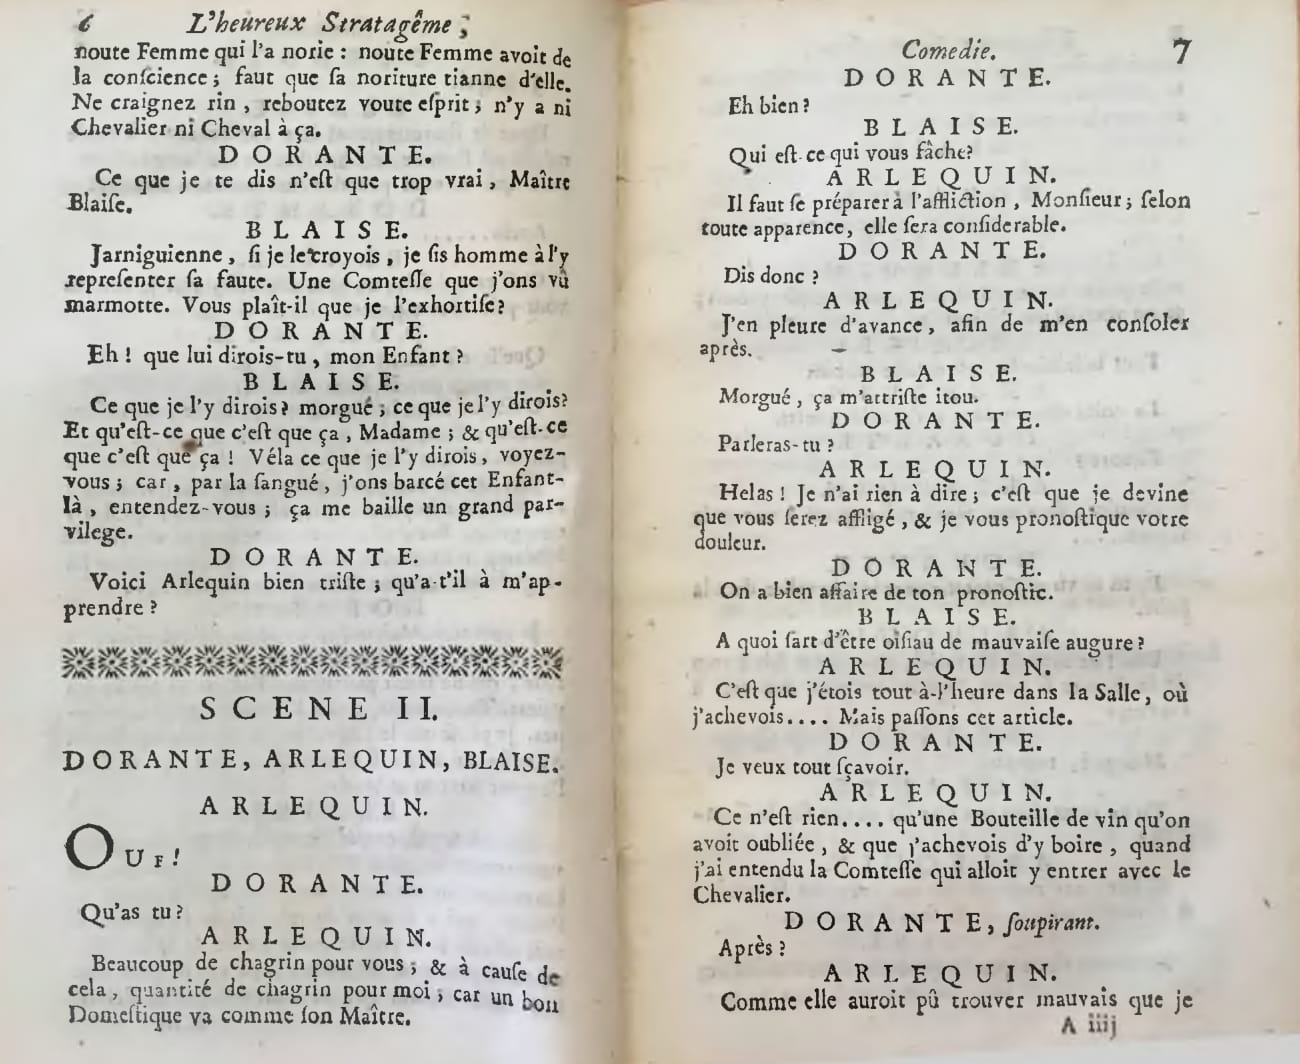 6 L'heureux Stratagême ;
noute Femme qui l'a norie : noute Femme avoit de
la conſcience ; faut que ſa noriture tianne d'elle.
Ne craignez rin , reboutez voute eſprit ; n'y a ni
Chevalier ni Cheval à ça.
DORANTE.
Ce que je te dis n'eſt que trop vrai , Maître
Blaiſe.
BLAISE.
Jarniguienne , ſi je le croyois , je ſis homme à l'y
repreſenter ſa faute. Une Comteſſe que j'ons vû
marmotte. Vous plaît-il que je l'exhortiſe ?
DORANTE.
Eh ! que lui dirois-tu , mon Enfant ?
BLAISE.
Ce que je l'y dirois ? morgué ; ce que je l'y dirois ?
Et qu'eſt-ce que c'eſt que ça , Madame ; & qu'eſt-ce
que c'eſt que ça ! Véla ce que je l'y dirois , voyez-
vous ; car , par la ſangué , j'ons barcé cet Enfant-
là , entendez-vous ; ça me baille un grand par-
vilege.
DORANTE.
Voici Arlequin bien triſte ; qu'a-t'il à m'ap-
prendre ?
SCENE II.
DORANTE, ARLEQUIN, BLAISE.
ARLEQUIN.
OUF !
DORANTE.
Qu'as tu ?
ARLEQUIN.
Beaucoup de chagrin pour vous ; & à cauſe de
cela , quantité de chagrin pour moi ; car un bon
Domeſtique va comme ſon Maître.
Comedie. 7
DORANTE.
Eh bien ?
BLAISE.
Qui eſt-ce qui vous fâche ?
ARLEQUIN.
Il faut ſe préparer à l'affliction , Monſieur ; ſelon
toute apparence, elle ſera conſiderable.
DORANTE.
Dis donc ?
ARLEQUIN.
J'en pleure d'avance , afin de m'en conſoler
après.
BLAISE.
Morgué , ça m'attriſte itou.
DORANTE.
Parleras-tu ?
ARLEQUIN.
Helas ! Je n'ai rien à dire ; c'eſt que je devine
que vous ſerez affligé , & je vous pronoſtique votre
douleur.
DORANTE.
On a bien affaire de ton pronoſtic.
BLAISE.
A quoi ſart d'être oiſiau de mauvaiſe augure ?
ARLEQUIN.
C'eſt que j'étois tout à-l'heure dans la Salle , où
j'achevois.... Mais paſſons cet article.
DORANTE.
Je veux tout ſçavoir.
ARLEQUIN.
Ce n'eſt rien.... qu'une Bouteille de vin qu'on
avoit oubliée , & que j'achevois d'y boire , quand
j'ai entendu la Comteſſe qui alloit y entrer avec le
Chevalier.
DORANTE, ſoupirant.
Après ?
ARLEQUIN.
Comme elle auroit pû trouver mauvais que je
A iiij